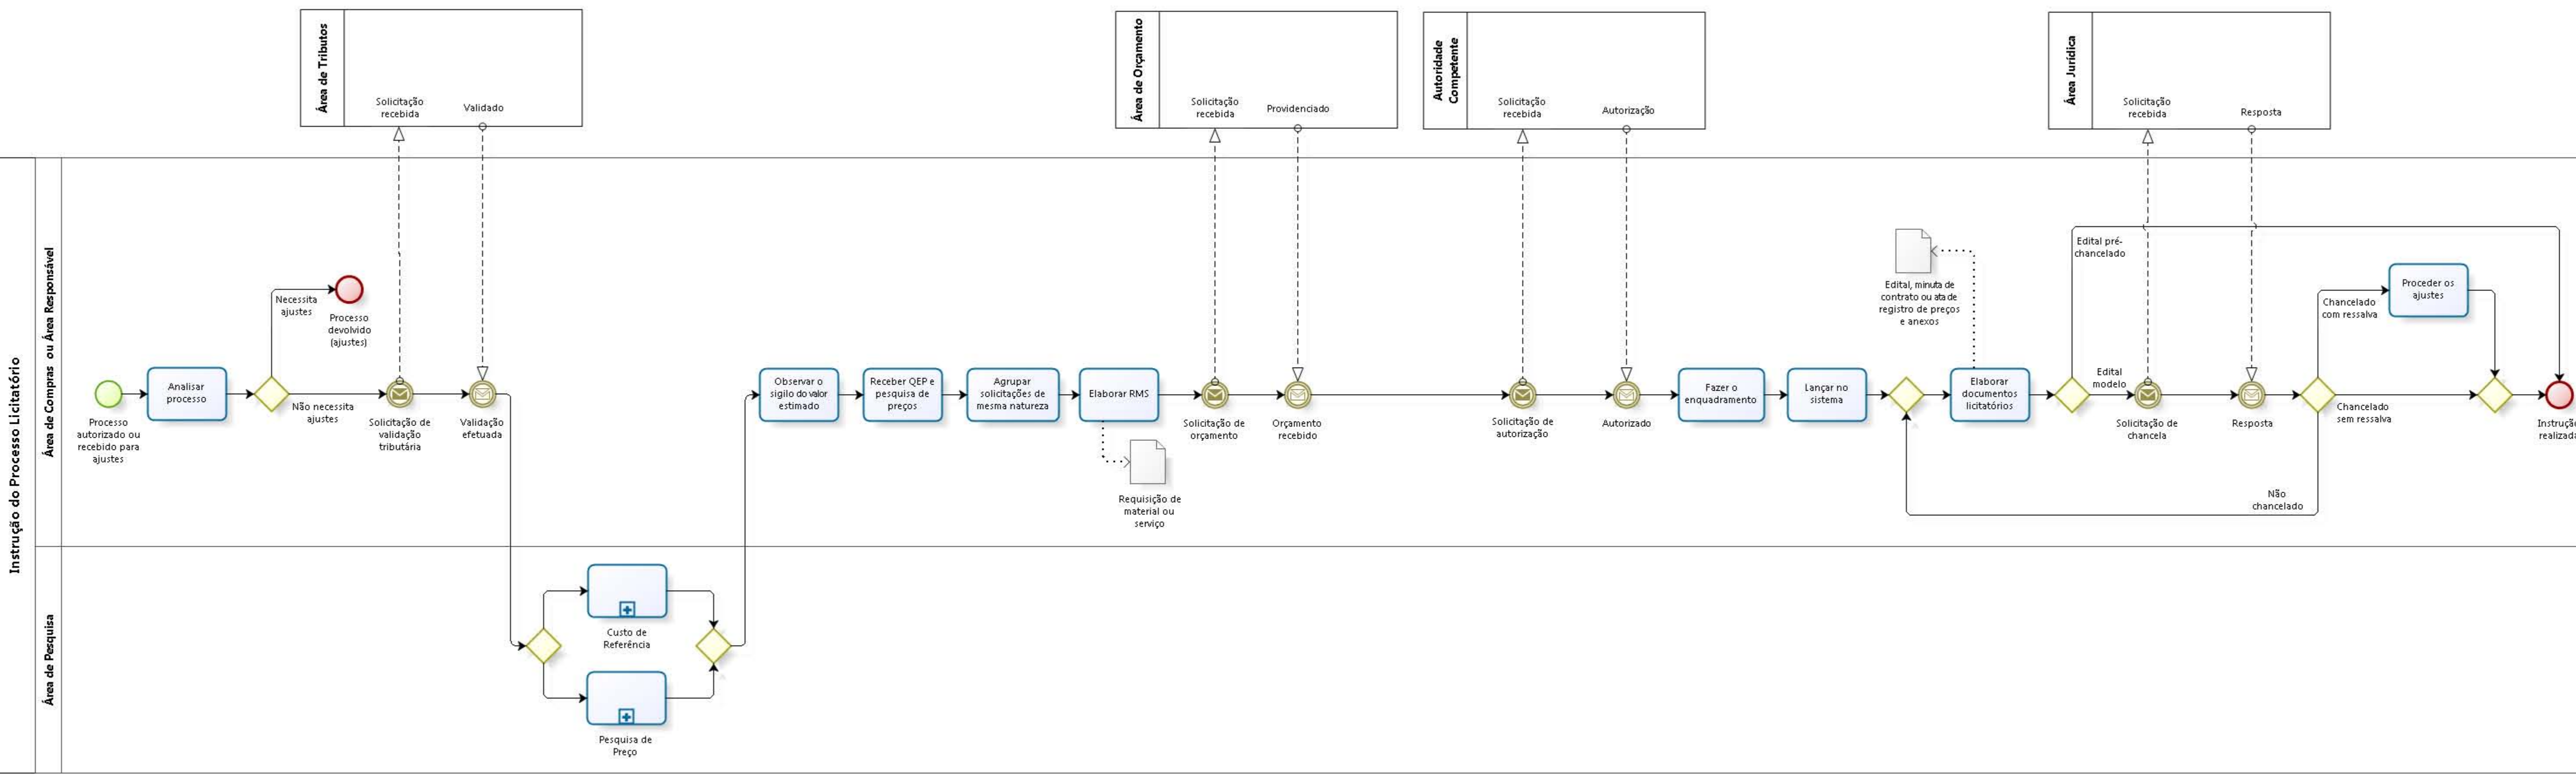 Instrução do Processo Licitatório
Área de Compras ou Área Responsável
Área de Pesquisa
Área de Tributos
Solicitação
recebida
Validado
Área de Orçamento
Solicitação
recebida
Providenciado
Autoridade
Competente
Solicitação
recebida
Autorização
Área Jurídica
Solicitação
recebida
Resposta
Processo
autorizado ou
recebido para
ajustes
Analisar
processo
Necessita
ajustes
Processo
devolvido
(ajustes)
Não necessita
ajustes
Solicitação de
validação
tributária
Validação
efetuada
Custo de
Referência
Pesquisa de
Preço
Observar o
sigilo do valor
estimado
Receber QEP e
pesquisa de
preços
Agrupar
solicitações de
mesma natureza
Elaborar RMS
Requisição de
material ou
serviço
Solicitação de
orçamento
Orçamento
recebido
Solicitação de
autorização
Autorizado
Fazer o
enquadramento
Lançar no
sistema
Edital, minuta de
contrato ou ata de
registro de preços
e anexos
Elaborar
documentos
licitatórios
Edital pré-
chancelado
Edital
modelo
Solicitação de
chancela
Resposta
Chancelado
com ressalva
Proceder os
ajustes
Chancelado
sem ressalva
Não
chancelado
Instrução
realizada